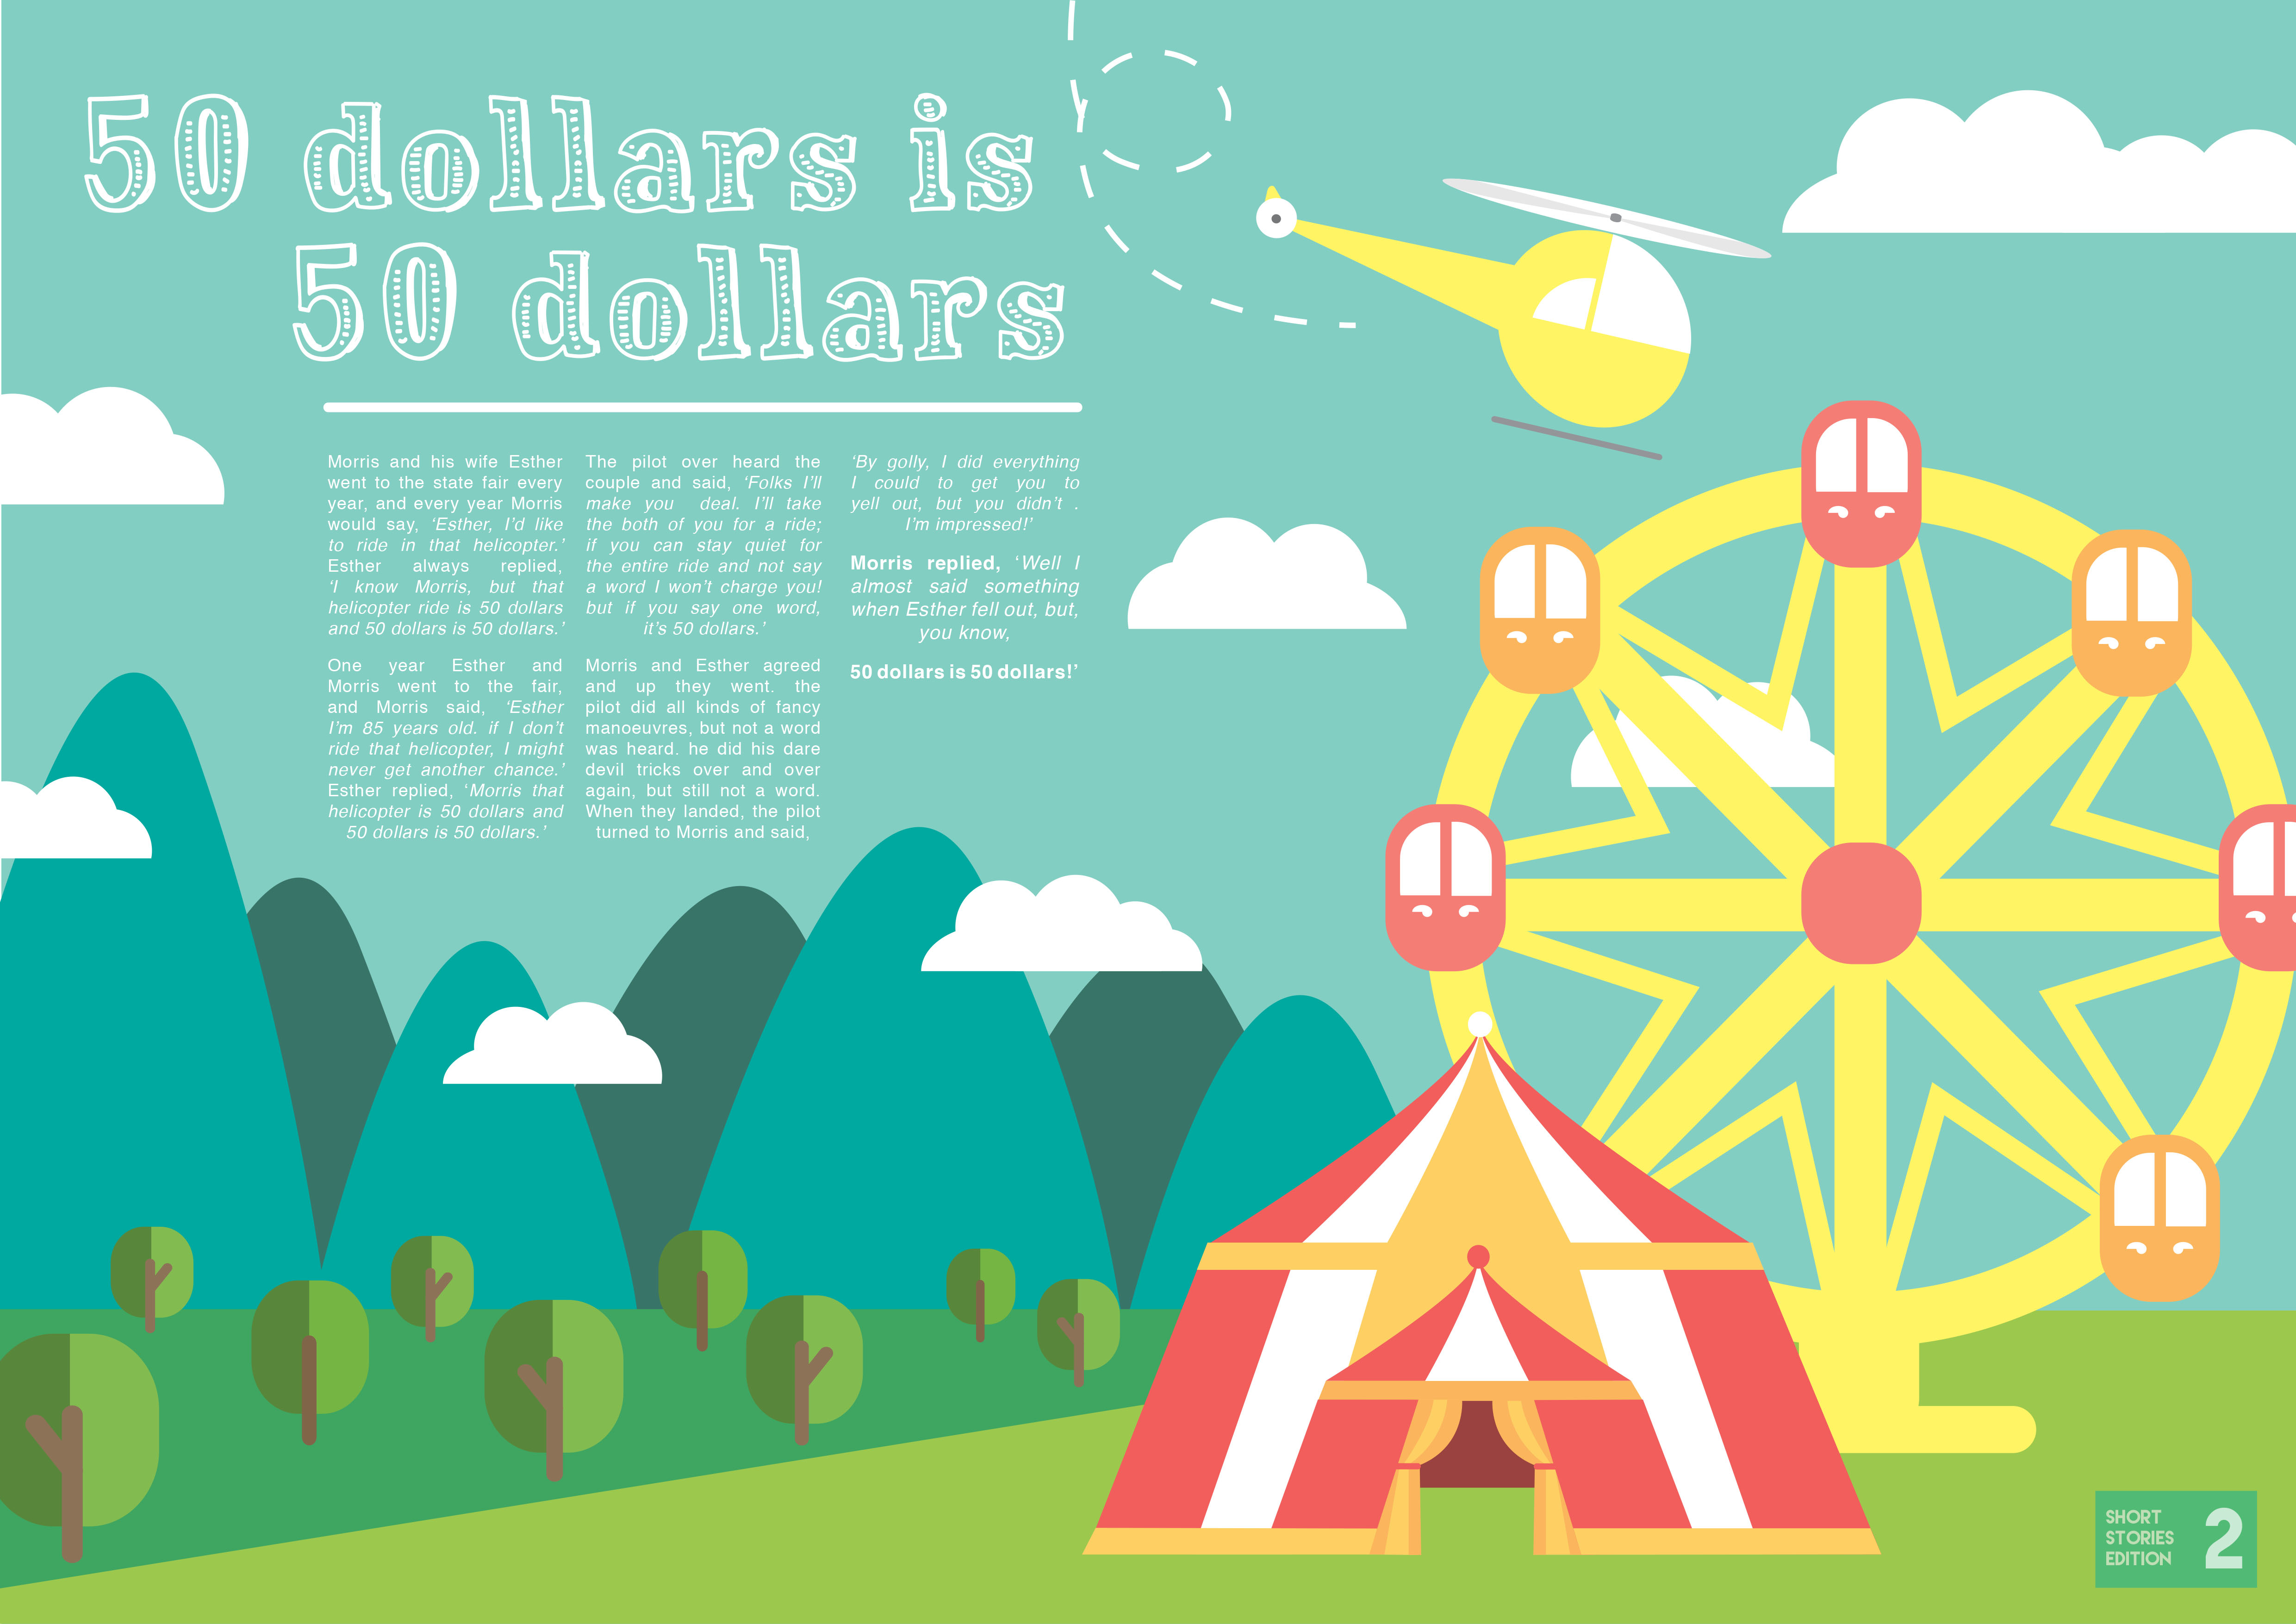 50 dollars is
50 dollars
Morris and his wife Esther
went to the state fair every
year, and every year Morris
would say, ‘Esther, I’d like
to ride in that helicopter.’
Esther always replied,
‘I know Morris, but that
helicopter ride is 50 dollars
and 50 dollars is 50 dollars.’
One year Esther and
Morris went to the fair,
and Morris said, ‘Esther
I’m 85 years old. if I don’t
ride that helicopter, I might
never get another chance.’
Esther replied, ‘Morris that
helicopter is 50 dollars and
50 dollars is 50 dollars.’
The pilot over heard the
couple and said, ‘Folks I’ll
make you deal. I’ll take
the both of you for a ride;
if you can stay quiet for
the entire ride and not say
a word I won’t charge you!
but if you say one word,
it’s 50 dollars.’
Morris and Esther agreed
and up they went. the
pilot did all kinds of fancy
manoeuvres, but not a word
was heard. he did his dare
devil tricks over and over
again, but still not a word.
When they landed, the pilot
turned to Morris and said,
‘By golly, I did everything
I could to get you to
yell out, but you didn’t .
I’m impressed!’
Morris replied, ‘Well I
almost said something
when Esther fell out, but,
you know,
50 dollars is 50 dollars!’
SHORT
STORIES
EDITION
2